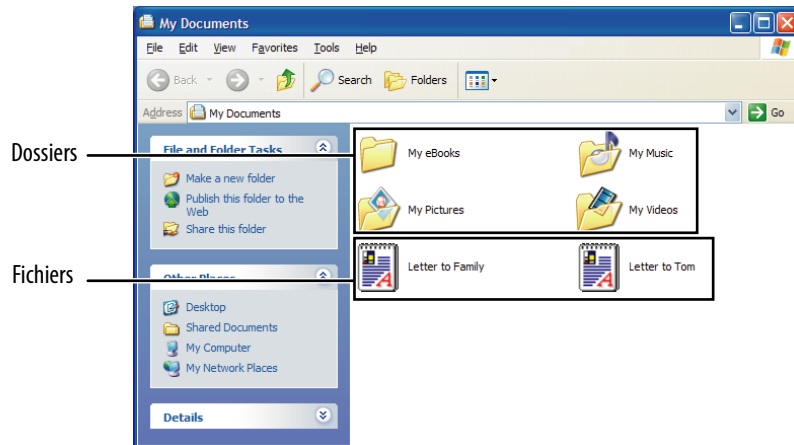 My Documents
File Edit View Favorites Tools Help
Back Search Folders
Address My Documents Go
Dossiers
Fichiers
File and Folder Tasks
Make a new folder
Publish this folder to the
Web
Share this folder
Other Places
Desktop
Shared Documents
My Computer
My Network Places
Details
My eBooks My Music
My Pictures My Videos
Letter to Family Letter to Tom